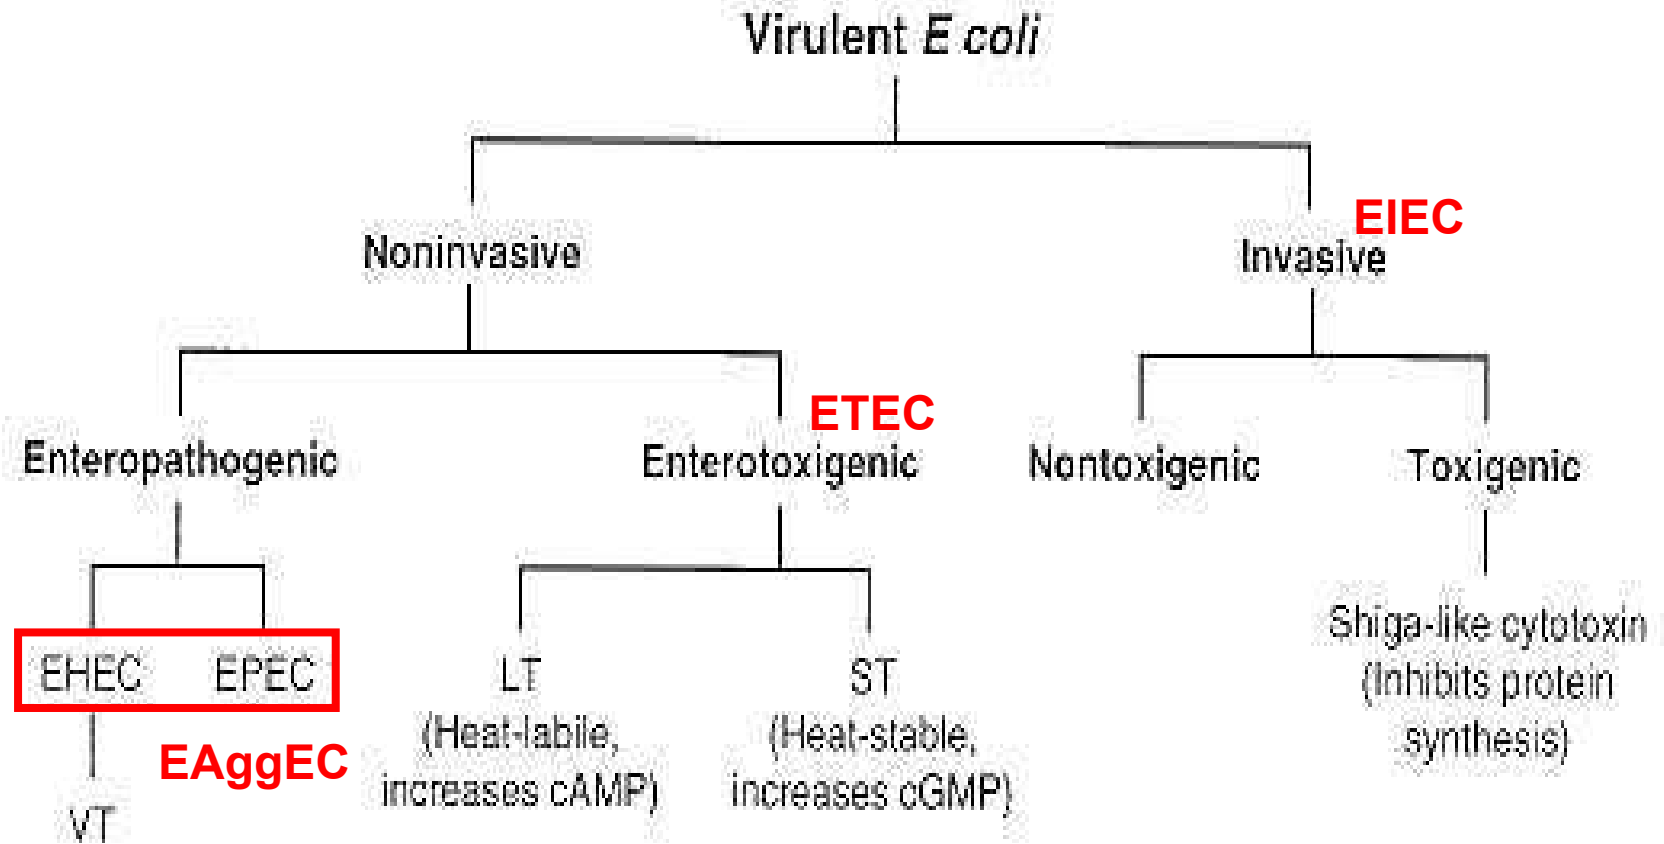 Virulent E coli
EIEC
Noninvasive
Invasive
ETEC
Enteropathogenic
Enterotoxigenic
Nontoxigenic
Toxigenic
EHEC
EPEC
LT
(Heat-labile,
increases cAMP)
ST
(Heat-stable,
increases cGMP)
Shiga-like cytotoxin
(Inhibits protein
synthesis)
EAggEC
VT